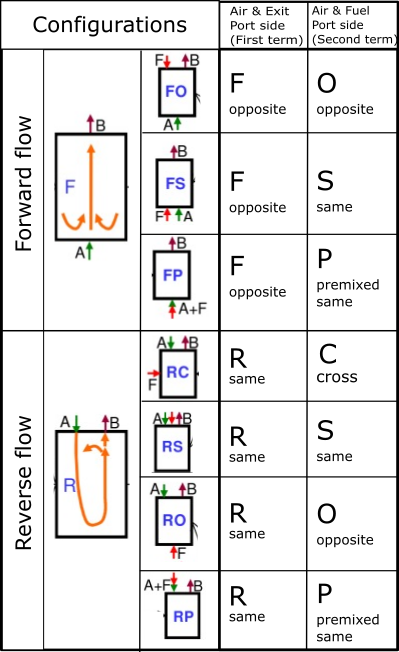 Configurations
Air & Exit
Port side
(First term)
Air & Fuel
Port side
(Second term)
Forward flow
B
F
A
F B
FO
A
F
opposite
O
opposite
B
FS
F A
F
opposite
S
same
B
FP
A+F
F
opposite
P
premixed
same
Reverse flow
A B
R
A B
RC
F
R
same
C
cross
A B
RS
R
same
S
same
A B
RO
F
R
same
O
opposite
A+F B
RP
R
same
P
premixed
same